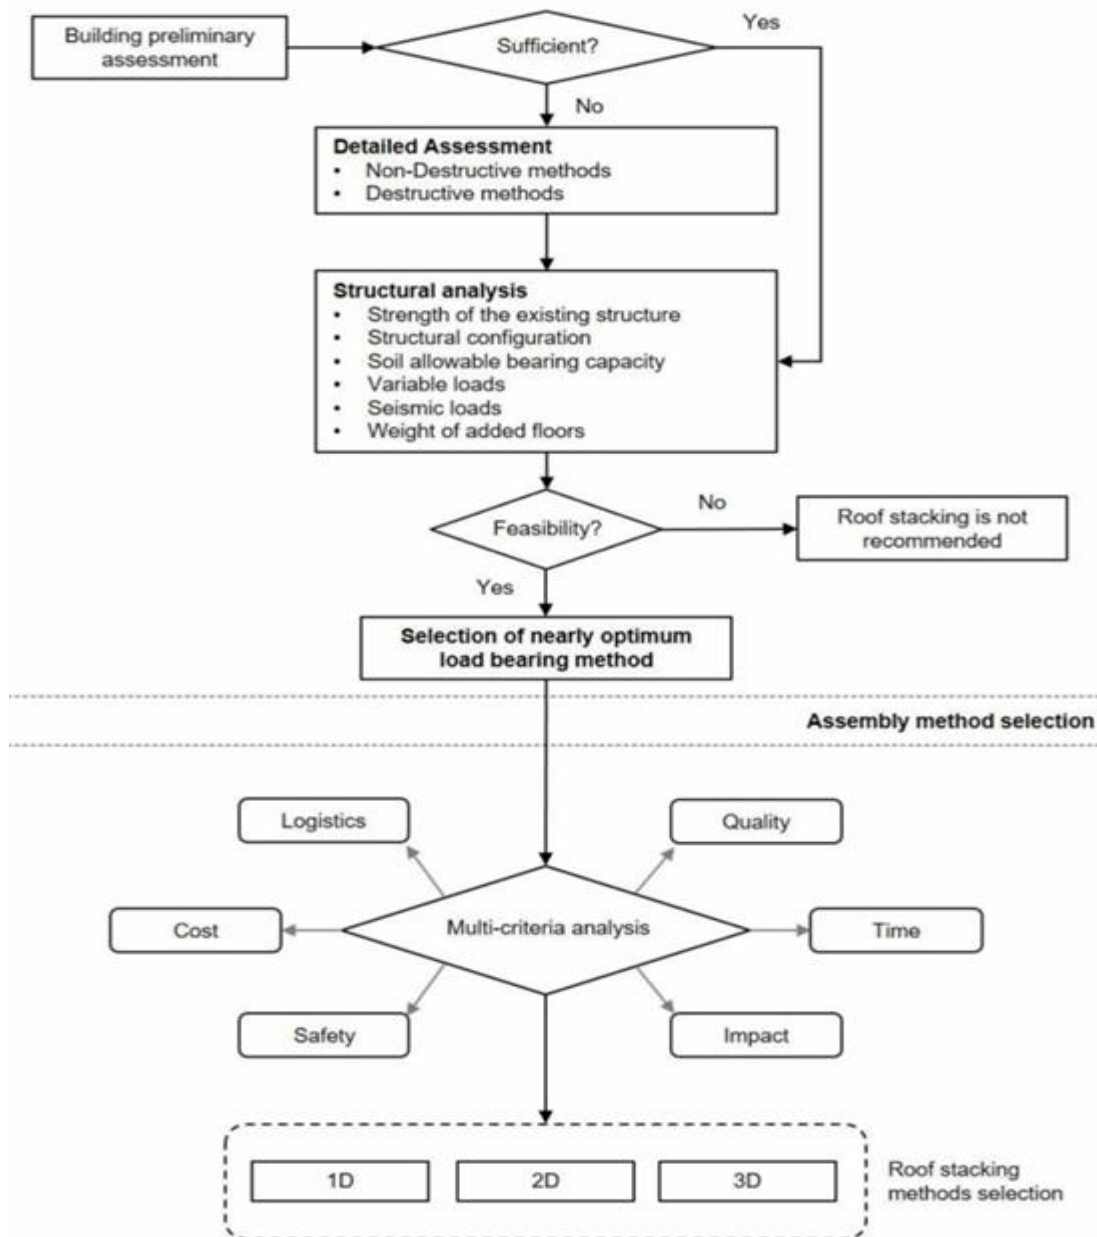 Building preliminary
assessment
Sufficient?
Yes
No
Detailed Assessment
• Non-Destructive methods
• Destructive methods
Structural analysis
• Strength of the existing structure
• Structural configuration
• Soil allowable bearing capacity
• Variable loads
• Seismic loads
• Weight of added floors
Feasibility?
No
Roof stacking is not
recommended
Yes
Selection of nearly optimum
load bearing method
Assembly method selection
Logistics
Quality
Cost
Multi-criteria analysis
Time
Safety
Impact
1D
2D
3D
Roof stacking
methods selection